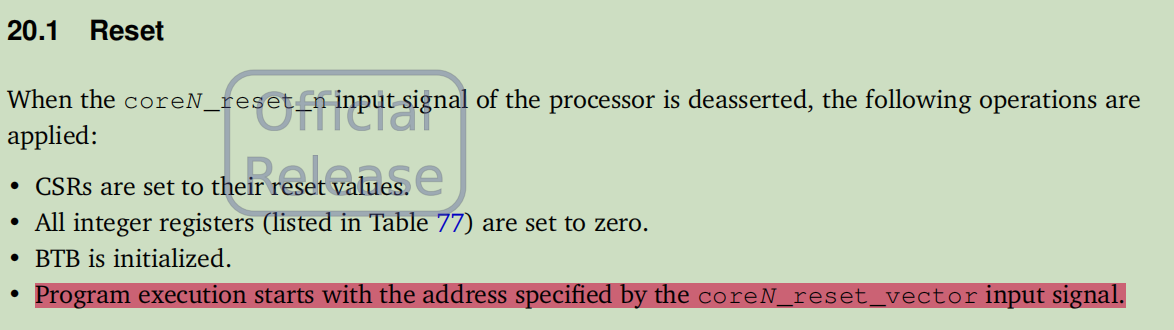 20.1 Reset
When the coreN_reset_n input signal of the processor is deasserted, the following operations are
applied:
• CSRs are set to their reset values.
• All integer registers (listed in Table 77) are set to zero.
• BTB is initialized.
• Program execution starts with the address specified by the coreN_reset_vector input signal.
Official
Release